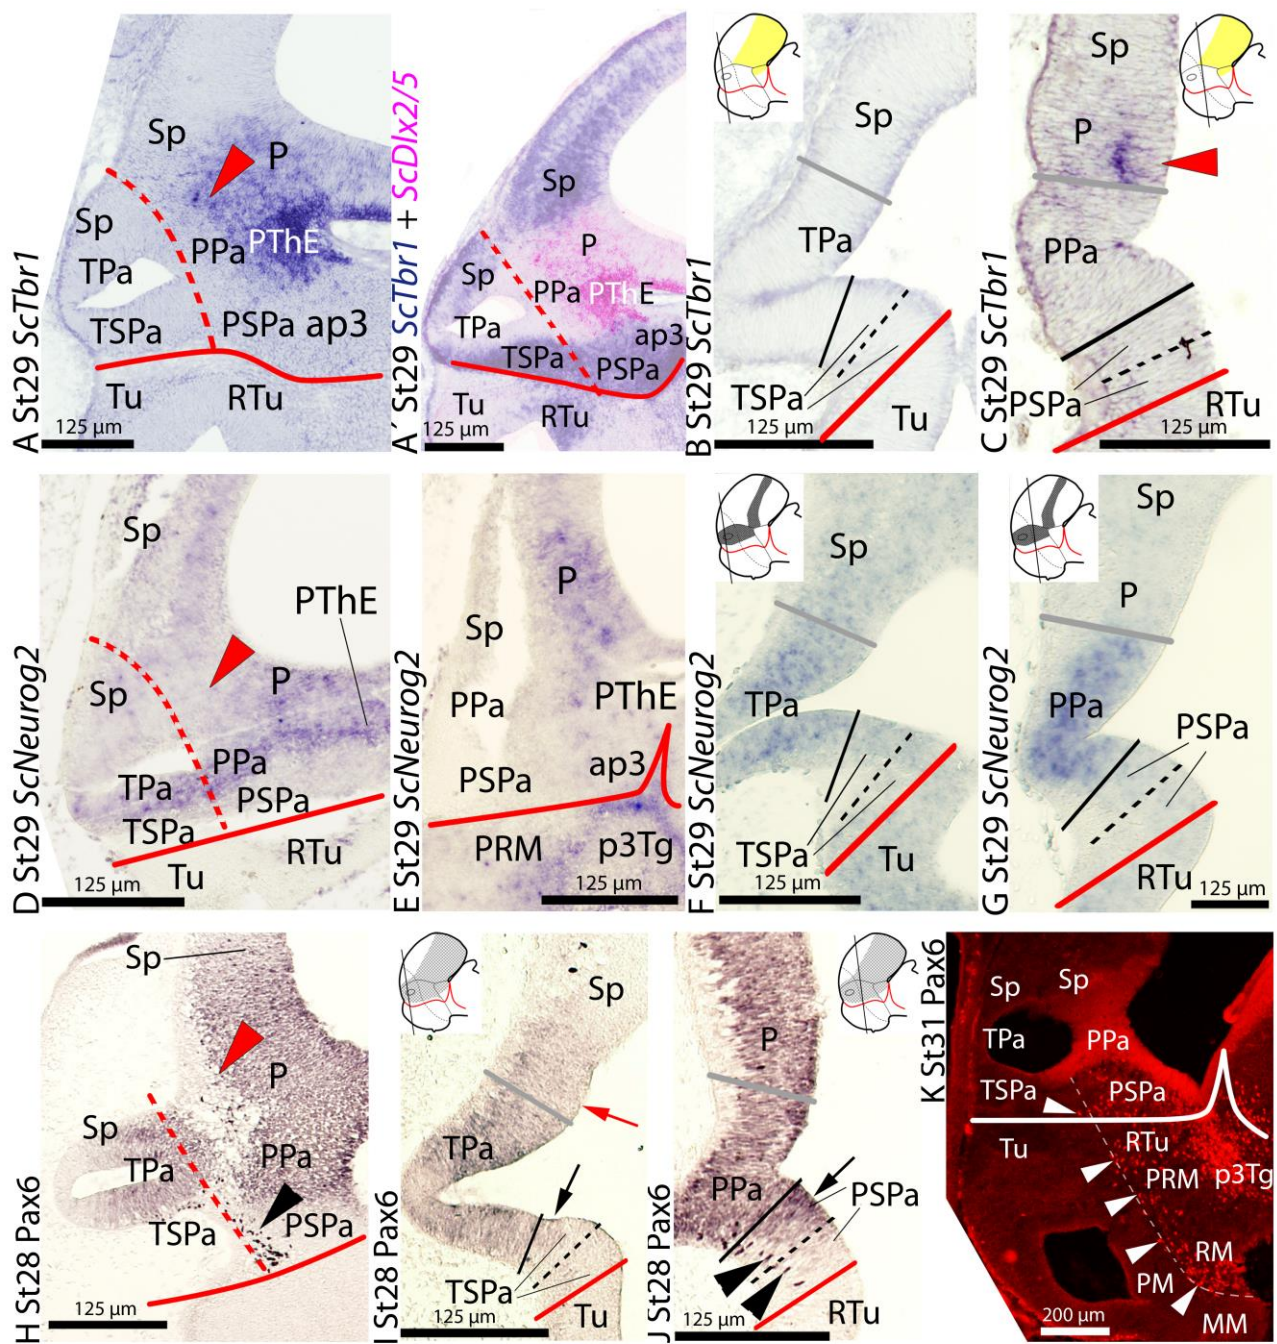 A St29 ScTbr1
Sp
P
PThE
Sp
PPa
TPa
TSPa
PSPa ap3
Tu
RTu
125 µm
A´ St29 ScTbr1 + ScDlx2/5
Sp
P
Sp
PPa
PThE
TPa
ap3
TSPa
PSPa
Tu
RTu
125 µm
B St29 ScTbr1
Sp
TPa
TSPa
Tu
125 µm
C St29 ScTbr1
Sp
P
PPa
PSPa
RTu
125 µm
D St29 ScNeurog2
Sp
PThE
Sp
P
PPa
TPa
PSPa
TSPa
RTu
Tu
125 µm
E St29 ScNeurog2
P
Sp
PPa
PThE
ap3
PSPa
PRM
p3Tg
125 µm
F St29 ScNeurog2
Sp
TPa
TSPa
Tu
125 µm
G St29 ScNeurog2
Sp
P
PPa
PSPa
RTu
125 µm
H St28 Pax6
Sp
P
Sp
PPa
TPa
PSPa
TSPa
125 µm
I St28 Pax6
Sp
TPa
TSPa
Tu
125 µm
J St28 Pax6
P
PPa
PSPa
RTu
125 µm
K St31 Pax6
Sp
Sp
TPa
PPa
TSPa
PSPa
Tu
RTu
PRM
p3Tg
RM
PM
MM
200 µm